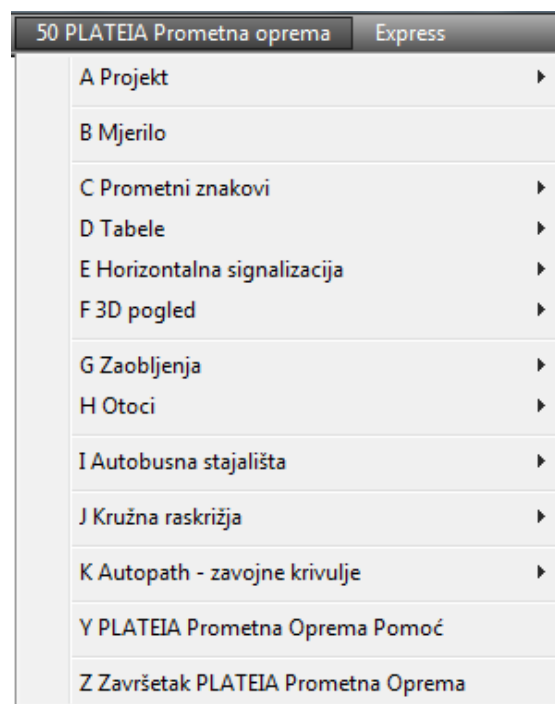 50 PLATEIA Prometna oprema Express
A Projekt
B Mjerilo
C Prometni znakovi
D Tabele
E Horizontalna signalizacija
F 3D pogled
G Zaobljenja
H Otoci
I Autobusna stajališta
J Kružna raskrižja
K Autopath - zavojne krivulje
Y PLATEIA Prometna Oprema Pomoć
Z Završetak PLATEIA Prometna Oprema